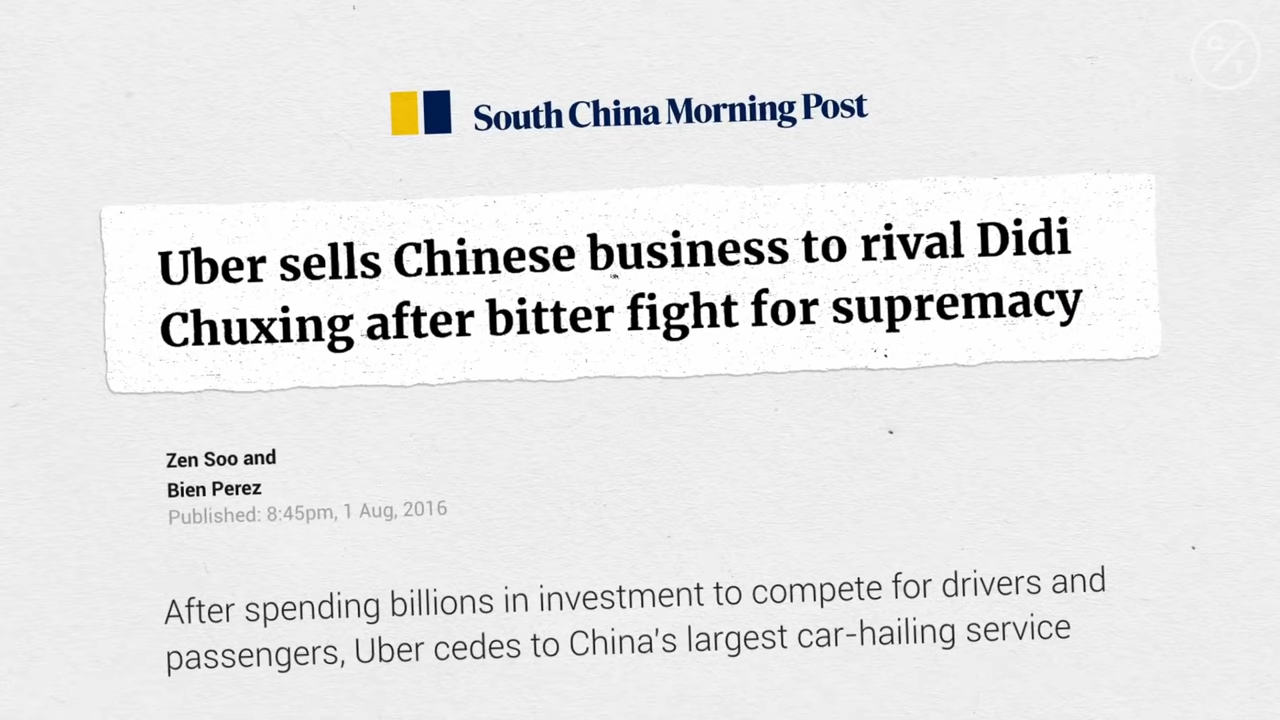 South China Morning Post
Uber sells Chinese business to rival Didi
Chuxing after bitter fight for supremacy
Zen Soo and
Bien Perez
Published: 8:45pm, 1 Aug, 2016
After spending billions in investment to compete for drivers and
passengers, Uber cedes to China's largest car-hailing service